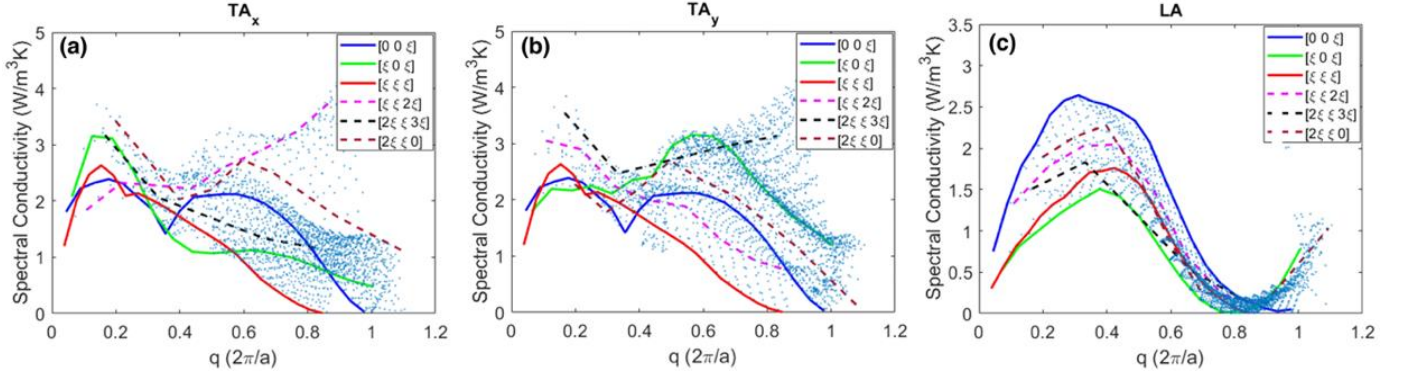 TAx
(a)
[0 0 ξ]
[ξ 0 ξ]
[ξ ξ ξ]
[ξ ξ 2ξ]
[2ξ ξ 3ξ]
[2ξ ξ 0]
Spectral Conductivity (W/m³K)
5
4
3
2
1
0
0 0.2 0.4 0.6 0.8 1 1.2
q (2π/a)
TAy
(b)
[0 0 ξ]
[ξ 0 ξ]
[ξ ξ ξ]
[ξ ξ 2ξ]
[2ξ ξ 3ξ]
[2ξ ξ 0]
Spectral Conductivity (W/m³K)
5
4
3
2
1
0
0 0.2 0.4 0.6 0.8 1 1.2
q (2π/a)
LA
(c)
[0 0 ξ]
[ξ 0 ξ]
[ξ ξ ξ]
[ξ ξ 2ξ]
[2ξ ξ 3ξ]
[2ξ ξ 0]
Spectral Conductivity (W/m³K)
3.5
3
2.5
2
1.5
1
0.5
0
0 0.2 0.4 0.6 0.8 1 1.2
q (2π/a)